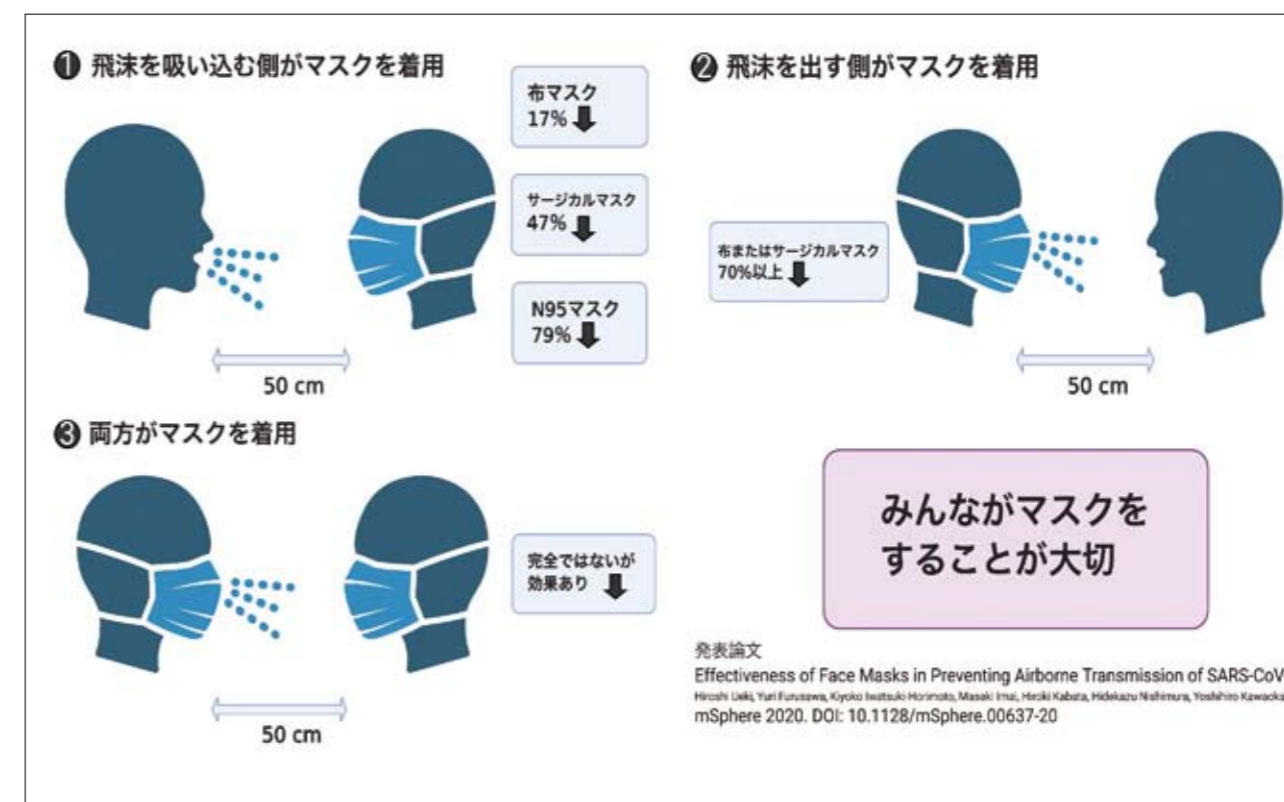 ❶ 飛沫を吸い込む側がマスクを着用
布マスク
17%
サージカルマスク
47%
N95マスク
79%
50 cm
❷ 飛沫を出す側がマスクを着用
布またはサージカルマスク
70%以上
50 cm
❸ 両方がマスクを着用
完全ではないが
効果あり
50 cm
みんながマスクを
することが大切
発表論文
Effectiveness of Face Masks in Preventing Airborne Transmission of SARS-CoV
Hiroshi Ueki, Yuri Furusawa, Kiyoko Iwatsuki-Horimoto, Masaki Imai, Hiroki Kabata, Hidekazu Nishimura, Yoshihiro Kawaoka
mSphere 2020. DOI: 10.1128/mSphere.00637-20